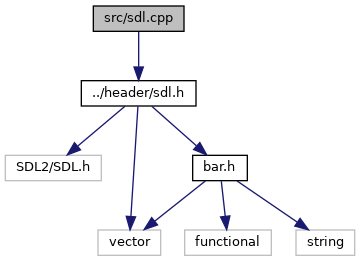 src/sdl.cpp
../header/sdl.h
SDL2/SDL.h
bar.h
vector
functional
string